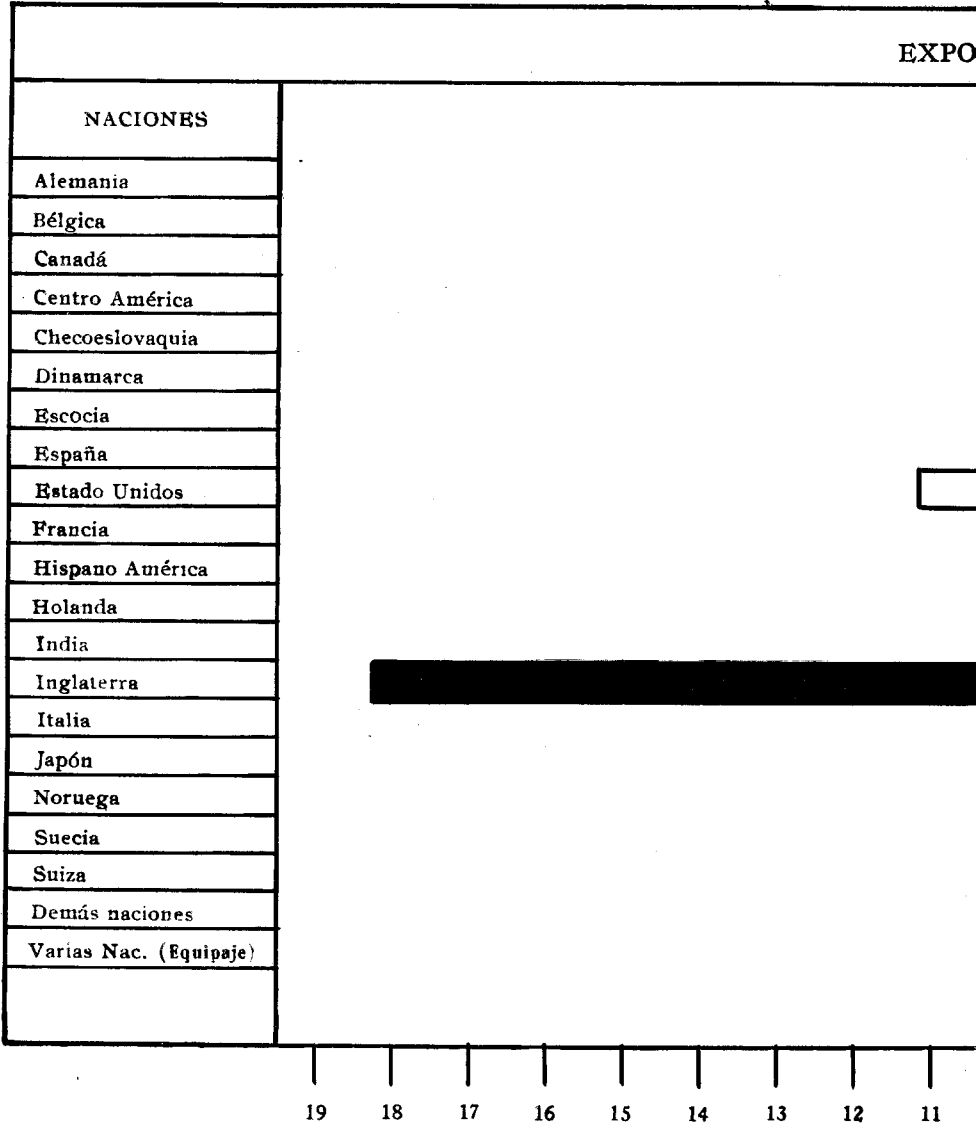 EXPO
NACIONES
Alemania
Bélgica
Canadá
Centro América
Checoeslovaquia
Dinamarca
Escocia
España
Estado Unidos
Francia
Hispano América
Holanda
India
Inglaterra
Italia
Japón
Noruega
Suecia
Suiza
Demás naciones
Varias Nac. (Equipaje)
19 18 17 16 15 14 13 12 11